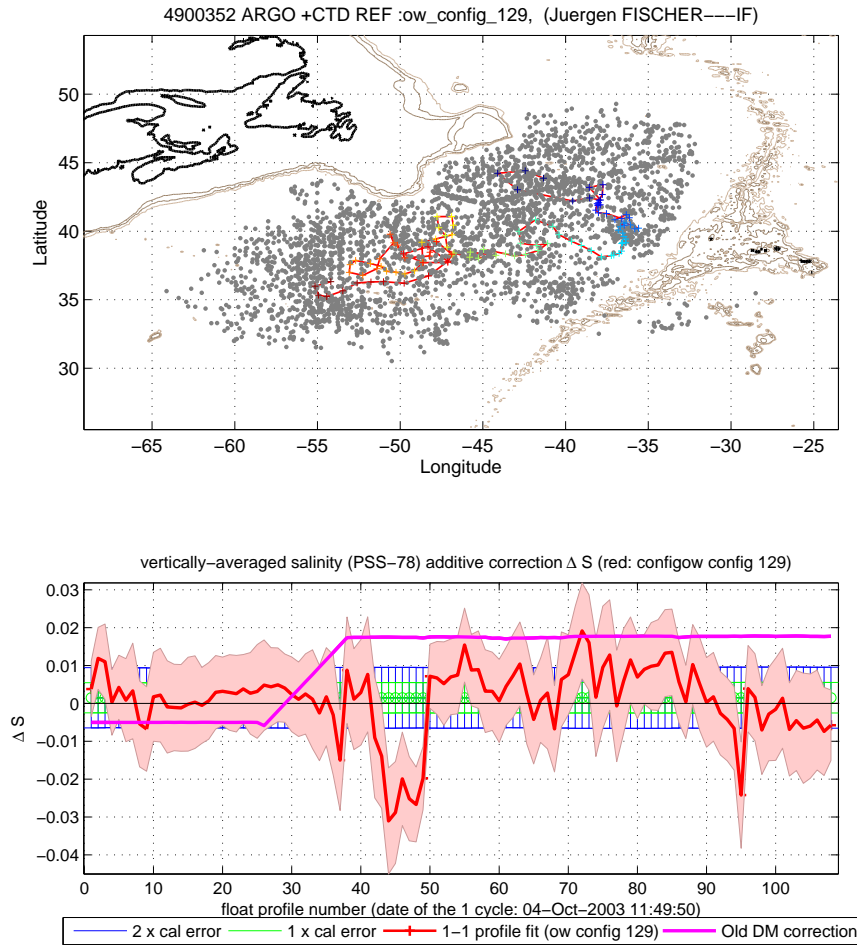 4900352 ARGO +CTD REF :ow_config_129,  (Juergen FISCHER−−−IF)
50
45
40
35
30
Latitude
−65 −60 −55 −50 −45 −40 −35 −30 −25
Longitude
vertically−averaged salinity (PSS−78) additive correction Δ S (red: configow config 129)
0.03
0.02
0.01
0
−0.01
−0.02
−0.03
−0.04
−0.045
Δ S
0 10 20 30 40 50 60 70 80 90 100
float profile number (date of the 1 cycle: 04−Oct−2003 11:49:50)
2 x cal error 1 x cal error 1−1 profile fit (ow config 129) Old DM correction